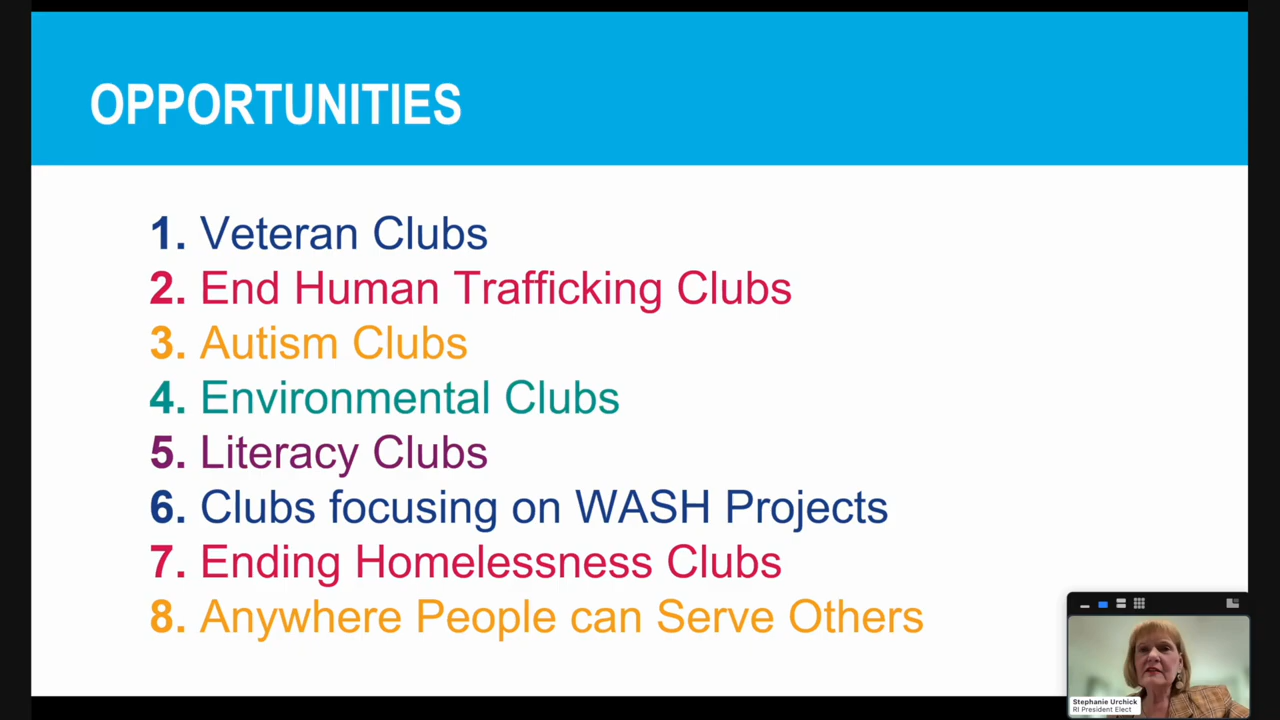 OPPORTUNITIES
1. Veteran Clubs
2. End Human Trafficking Clubs
3. Autism Clubs
4. Environmental Clubs
5. Literacy Clubs
6. Clubs focusing on WASH Projects
7. Ending Homelessness Clubs
8. Anywhere People can Serve Others
Stephanie Urchick
RI President Elect